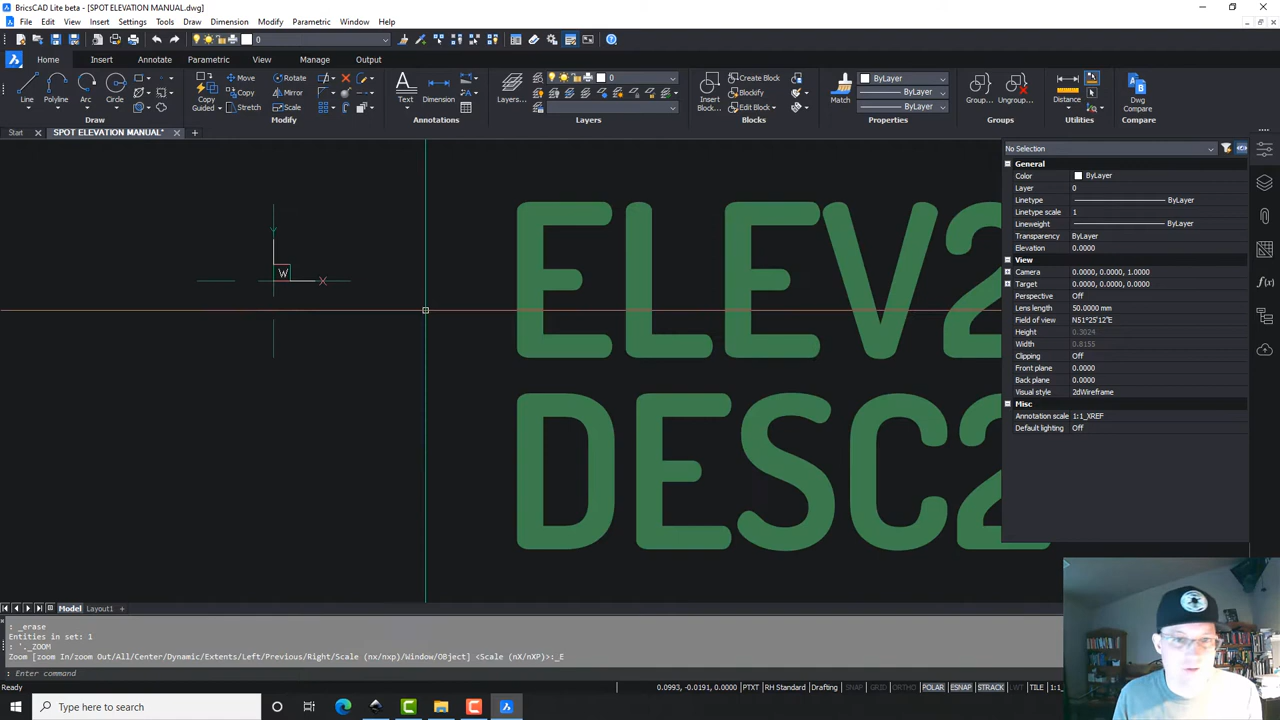 BricsCAD Lite beta - [SPOT ELEVATION MANUAL.dwg]
File Edit View Insert Settings Tools Draw Dimension Modify Parametric Window Help
0
Home Insert Annotate Parametric View Manage Output
Line Polyline Arc Circle
Draw
Copy Guided Move Copy Stretch Rotate Mirror Scale
Modify
Text Dimension
Annotations
Layers... 0
Layers
Insert Block... Create Block Blockify Edit Block
Blocks
Match ByLayer ByLayer ByLayer
Properties
Group... Ungroup...
Groups
Distance
Utilities
Dwg Compare
Compare
Start SPOT ELEVATION MANUAL*
No Selection
General
Color ByLayer
Layer 0
Linetype ByLayer
Linetype scale 1
Lineweight ByLayer
Transparency ByLayer
Elevation 0.0000
View
Camera 0.0000, 0.0000, 1.0000
Target 0.0000, 0.0000, 0.0000
Perspective Off
Lens length 50.0000 mm
Field of view N51°25'12"E
Height 0.3024
Width 0.8155
Clipping Off
Front plane 0.0000
Back plane 0.0000
Visual style 2dWireframe
Misc
Annotation scale 1:1_XREF
Default lighting Off
Y
W X
ELEV2
DESC2
Model Layout1 +
: _erase
Entities in set: 1
: '._ZOOM
Zoom [zoom In/zoom Out/All/Center/Dynamic/Extents/Left/Previous/Right/Scale (nx/nxp)/Window/OBject] <Scale (nX/nXP)>:_E
: Enter command
Ready 0.0993, -0.0191, 0.0000 PTXT RH Standard Drafting SNAP GRID ORTHO POLAR ESNAP STRACK LWT TILE
Type here to search